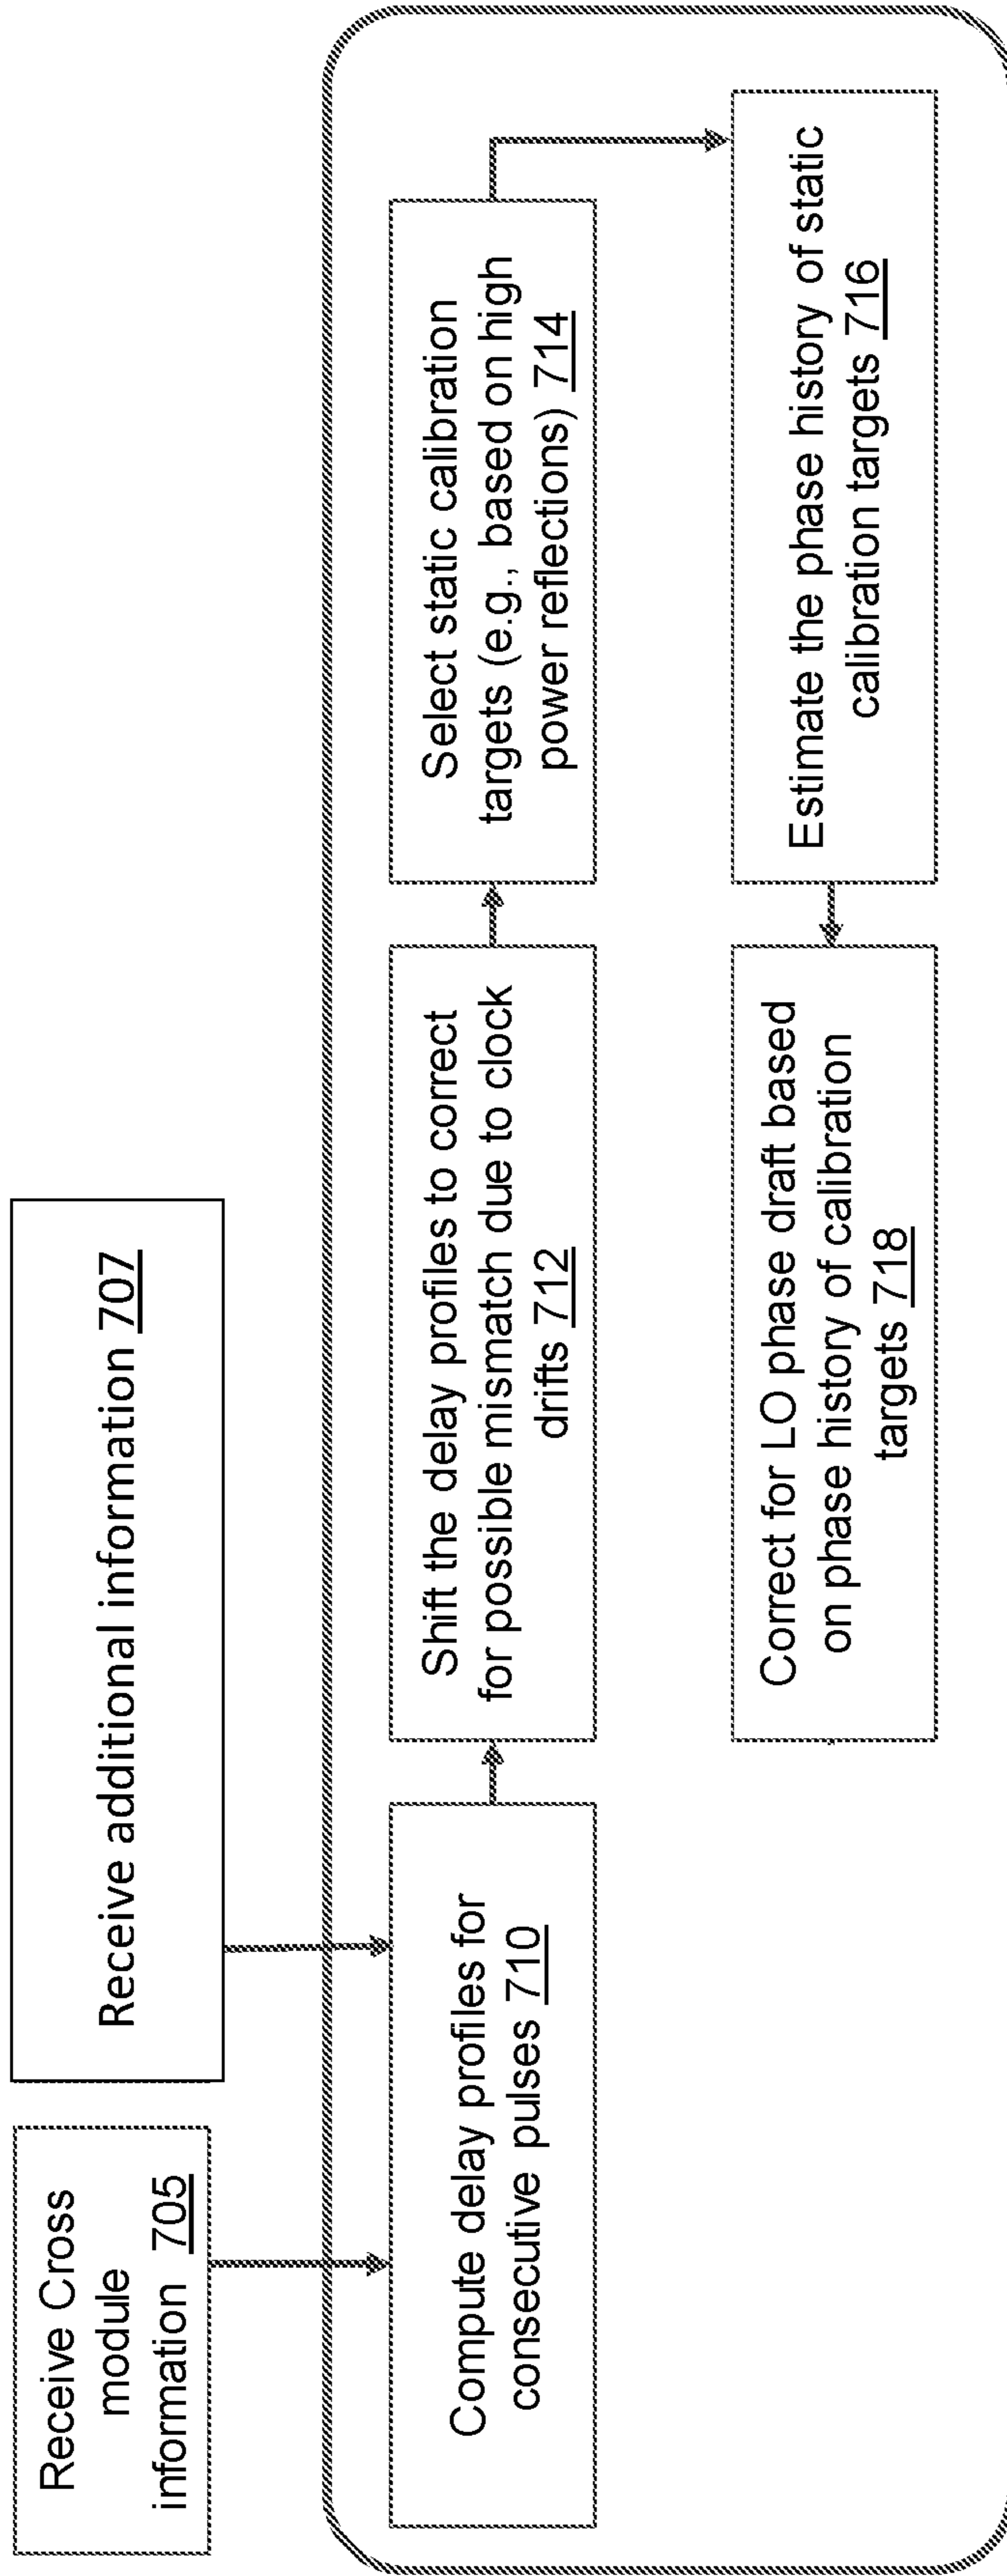 Receive Cross
module
information 705
Receive additional information 707
Compute delay profiles for
consecutive pulses 710
Shift the delay profiles to correct
for possible mismatch due to clock
drifts 712
Select static calibration
targets (e.g., based on high
power reflections) 714
Estimate the phase history of static
calibration targets 716
Correct for LO phase draft based
on phase history of calibration
targets 718